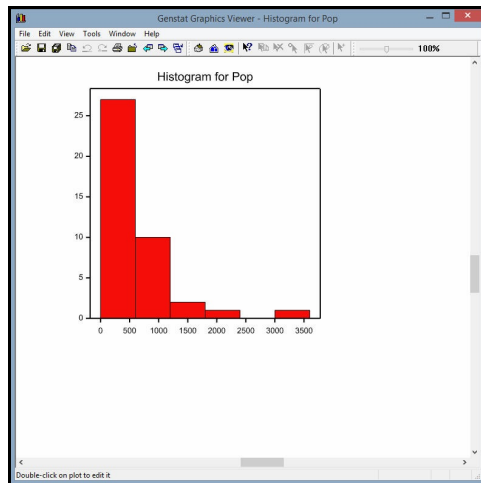 Genstat Graphics Viewer - Histogram for Pop
File Edit View Tools Window Help
100%
Histogram for Pop
25
20
15
10
5
0
0 500 1000 1500 2000 2500 3000 3500
Double-click on plot to edit it